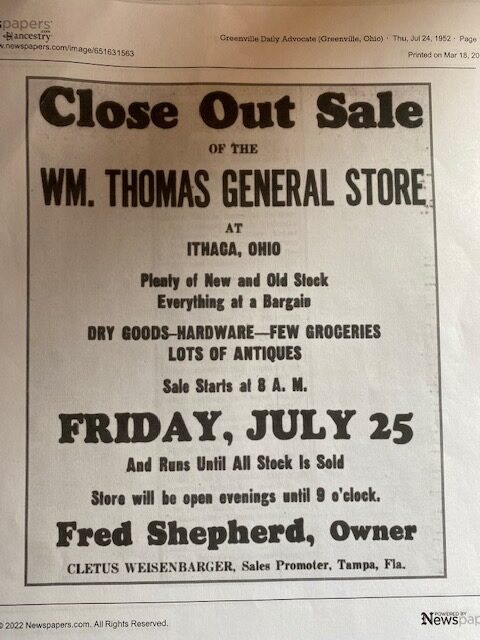 spapers
.com
by ancestry
w.newspapers.com/image/651631563
Greenville Daily Advocate (Greenville, Ohio) · Thu, Jul 24, 1952 · Page
Printed on Mar 18, 20
Close Out Sale
OF THE
WM. THOMAS GENERAL STORE
AT
ITHACA, OHIO
Plenty of New and Old Stock
Everything at a Bargain
DRY GOODS—HARDWARE—FEW GROCERIES
LOTS OF ANTIQUES
Sale Starts at 8 A. M.
FRIDAY, JULY 25
And Runs Until All Stock Is Sold
Store will be open evenings until 9 o'clock.
Fred Shepherd, Owner
CLETUS WEISENBARGER, Sales Promoter, Tampa, Fla.
© 2022 Newspapers.com. All Rights Reserved.
POWERED BY
Newspap